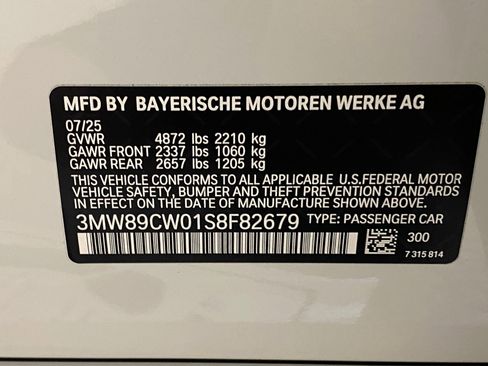 MFD BY BAYERISCHE MOTOREN WERKE AG
07/25
GVWR 4872 lbs 2210 kg
GAWR FRONT 2337 lbs 1060 kg
GAWR REAR 2657 lbs 1205 kg
THIS VEHICLE CONFORMS TO ALL APPLICABLE U.S.FEDERAL MOTOR
VEHICLE SAFETY, BUMPER AND THEFT PREVENTION STANDARDS
IN EFFECT ON THE DATE OF MANUFACTURE SHOWN ABOVE.
3MW89CW01S8F82679 TYPE: PASSENGER CAR
300
7 315 814